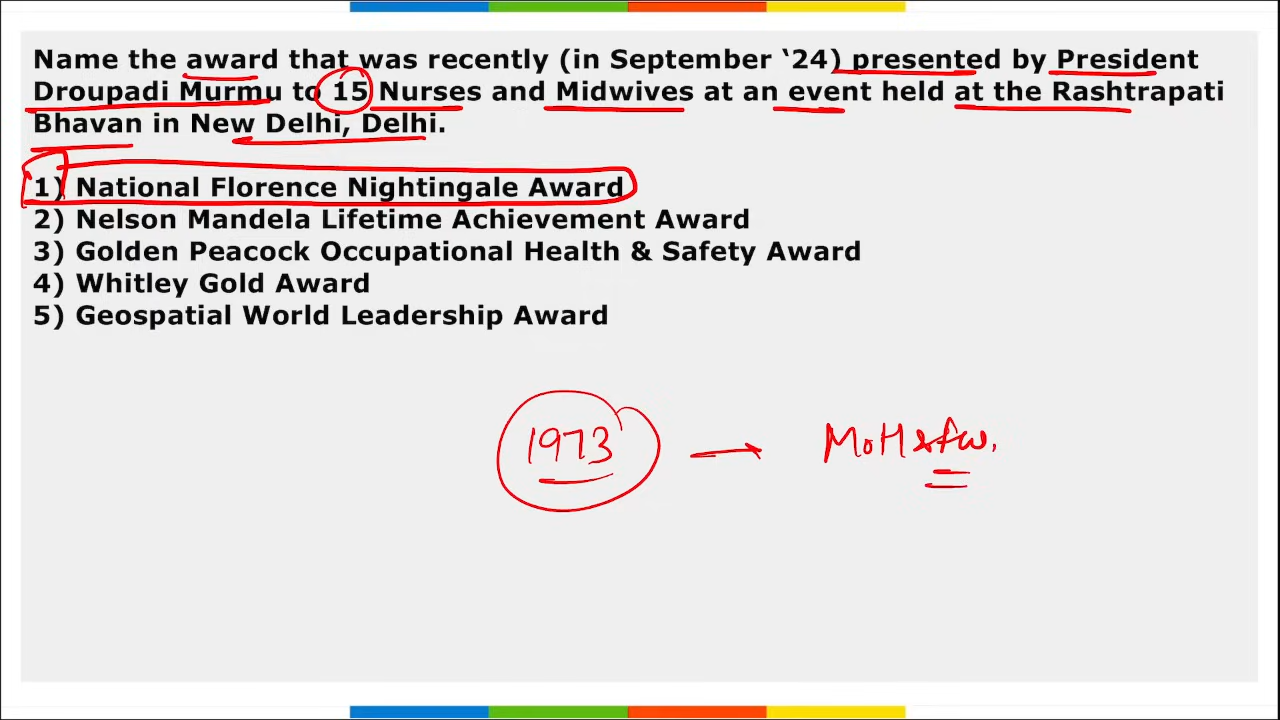 Name the award that was recently (in September ‘24) presented by President
Droupadi Murmu to 15 Nurses and Midwives at an event held at the Rashtrapati
Bhavan in New Delhi, Delhi.
1) National Florence Nightingale Award
2) Nelson Mandela Lifetime Achievement Award
3) Golden Peacock Occupational Health & Safety Award
4) Whitley Gold Award
5) Geospatial World Leadership Award
1973 → MoH&FW.